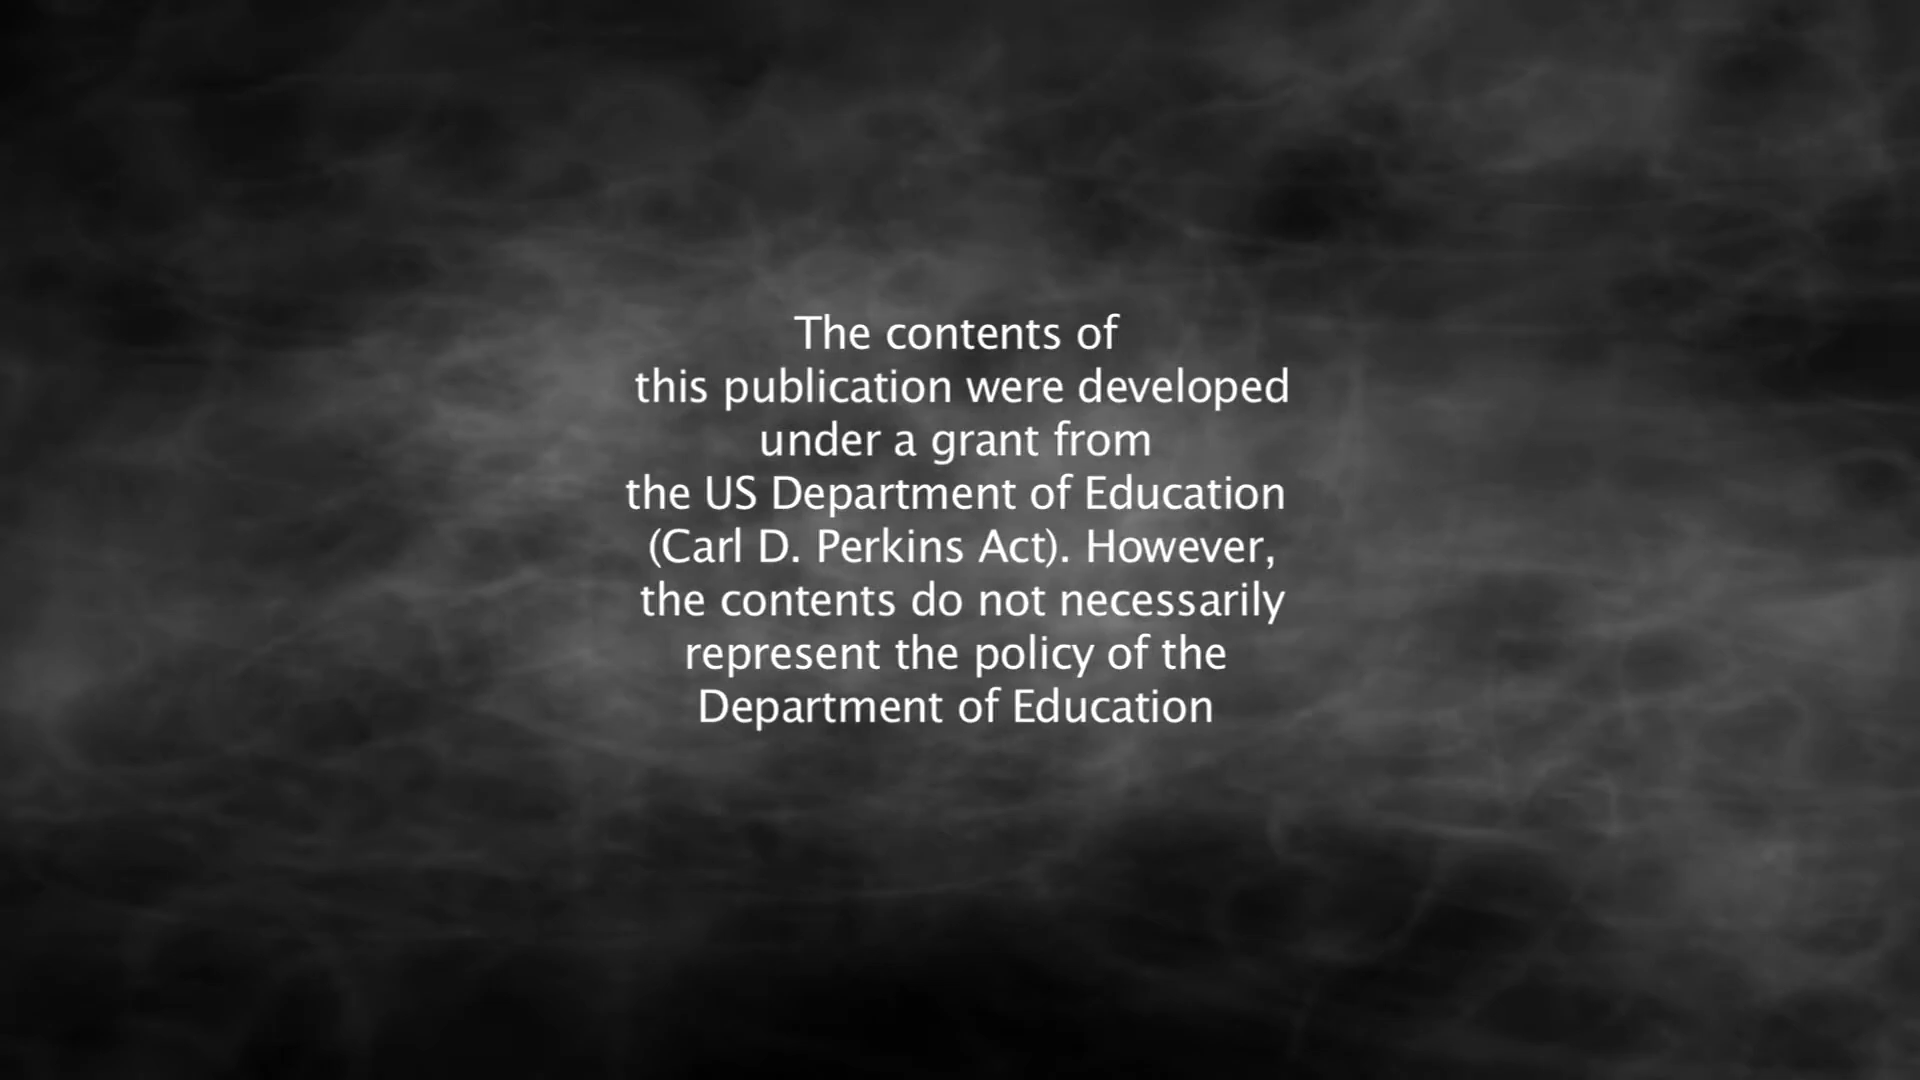 The contents of
this publication were developed
under a grant from
the US Department of Education
(Carl D. Perkins Act). However,
the contents do not necessarily
represent the policy of the
Department of Education